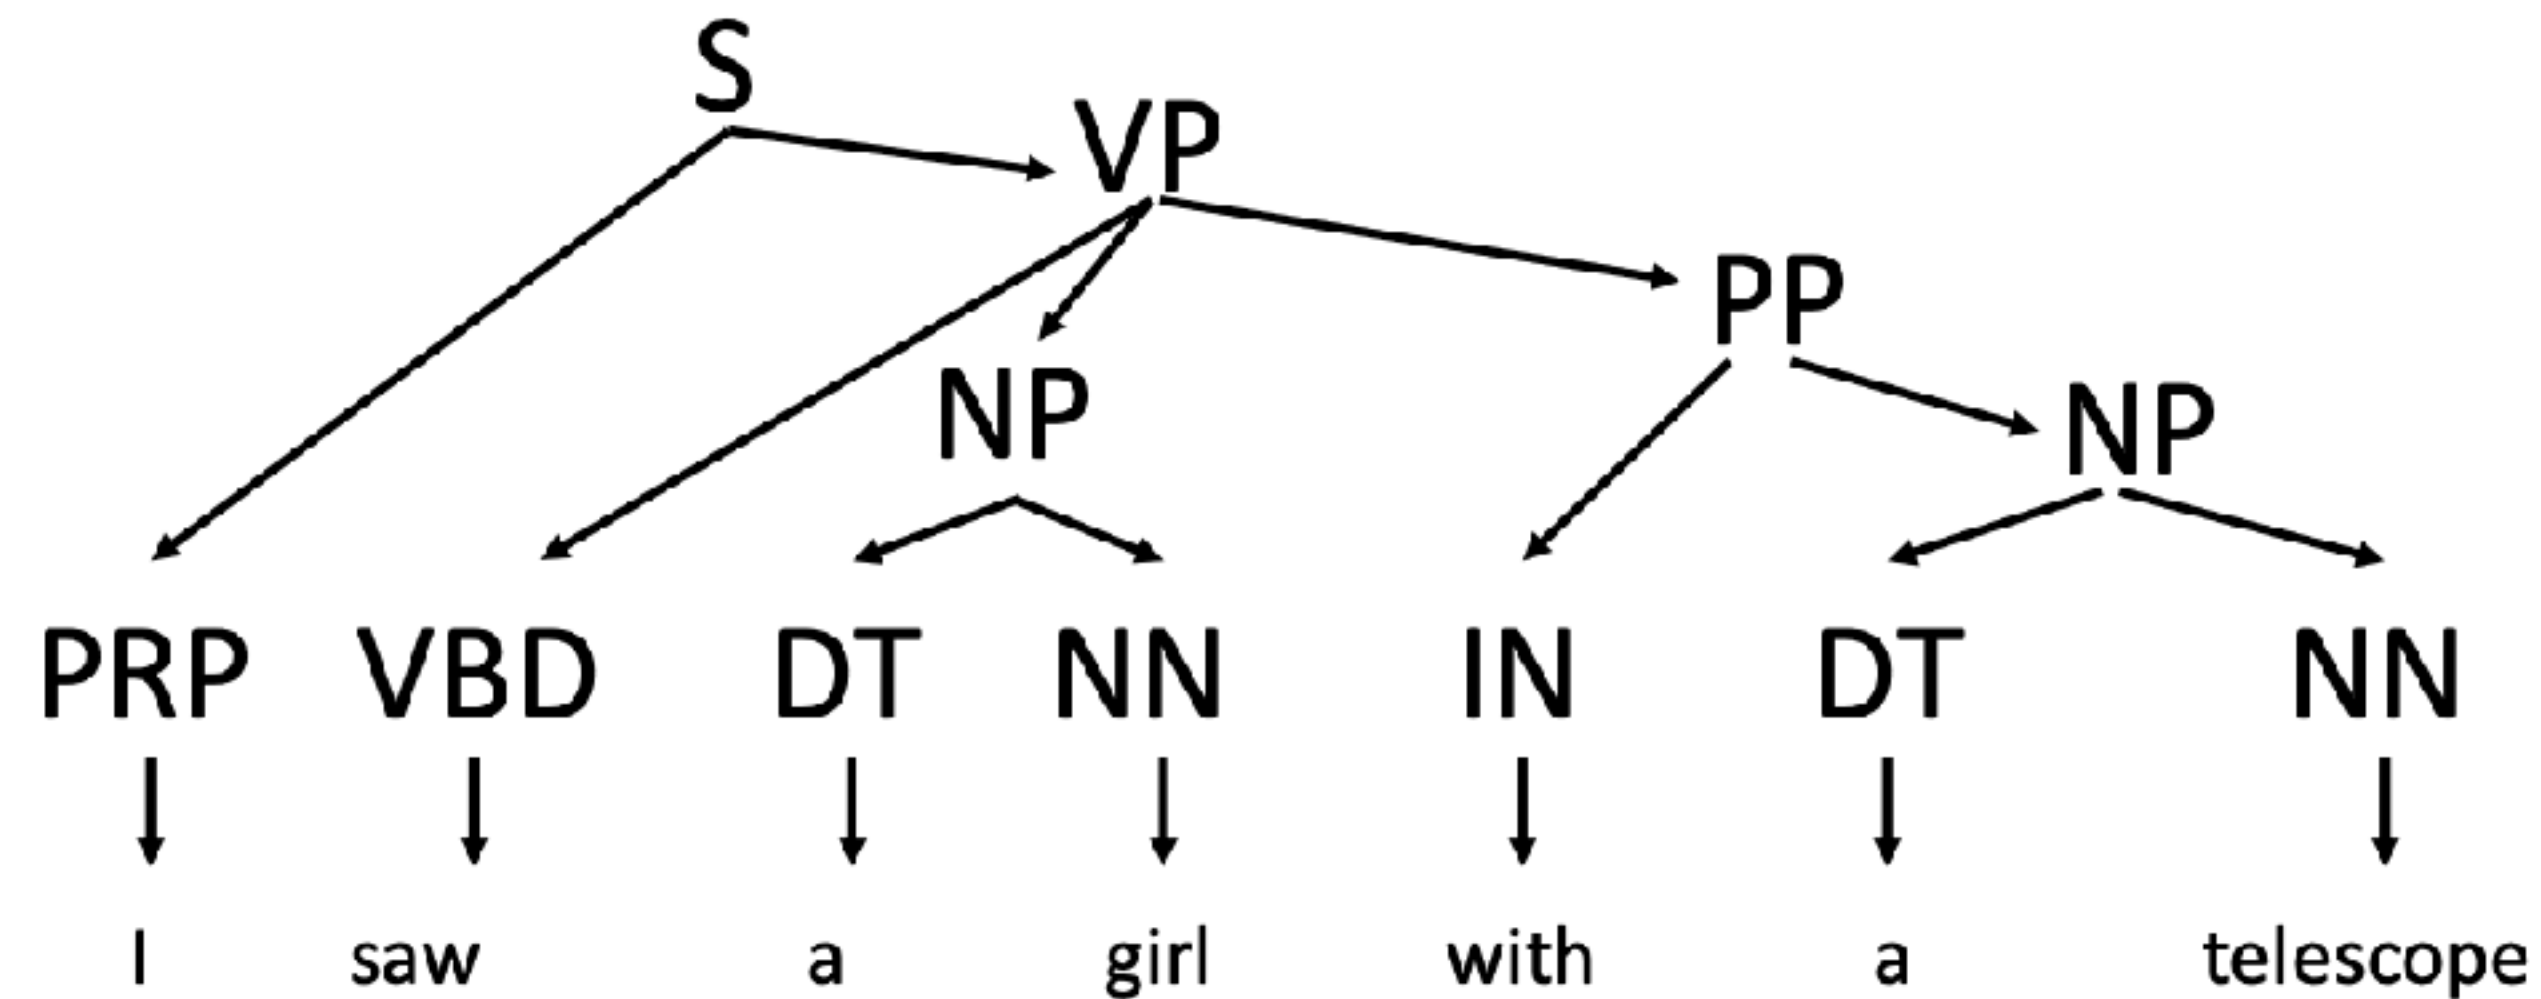 S
VP
PP
NP
NP
PRP VBD DT NN IN DT NN
I saw a girl with a telescope